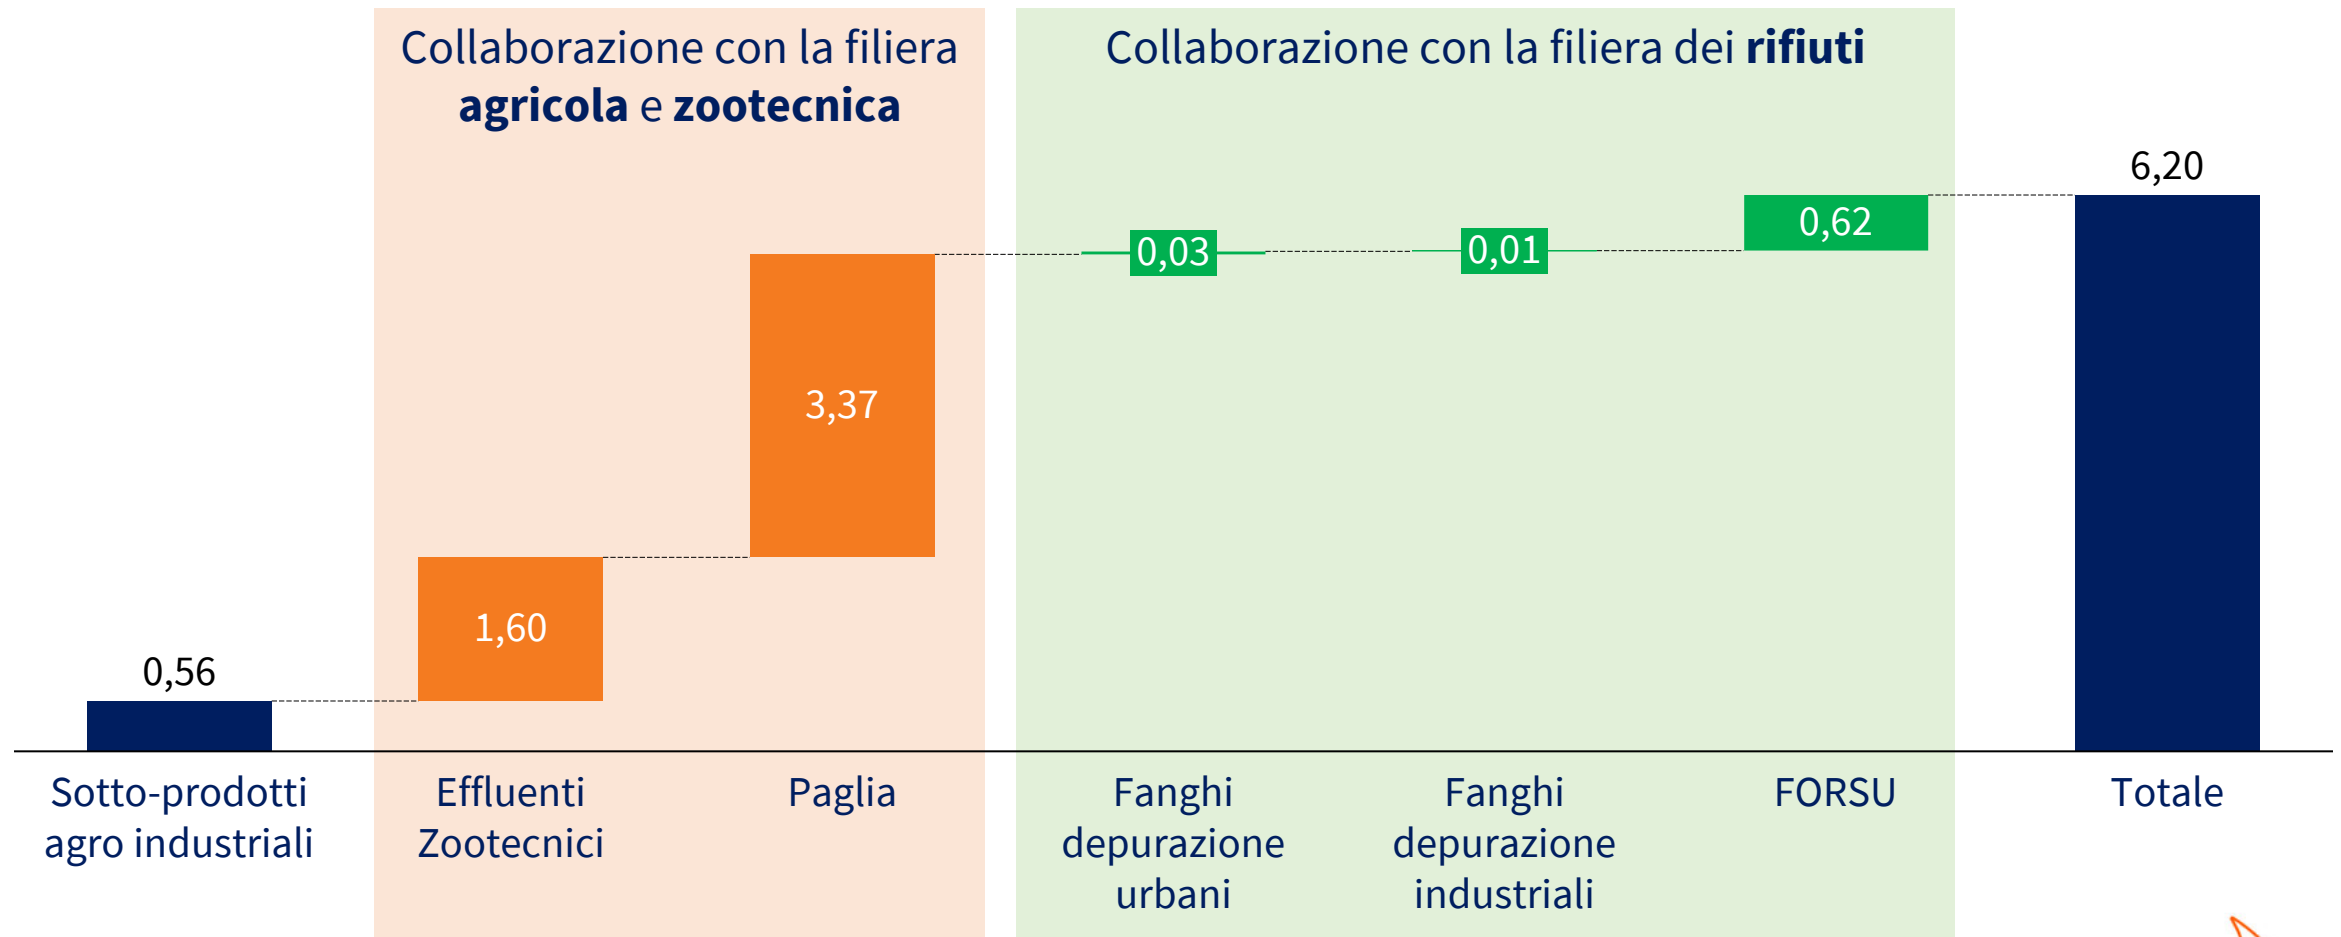 Collaborazione con la filiera
agricola e zootecnica
Collaborazione con la filiera dei rifiuti
0,56
1,60
3,37
0,03
0,01
0,62
6,20
Sotto-prodotti
agro industriali
Effluenti
Zootecnici
Paglia
Fanghi
depurazione
urbani
Fanghi
depurazione
industriali
FORSU
Totale